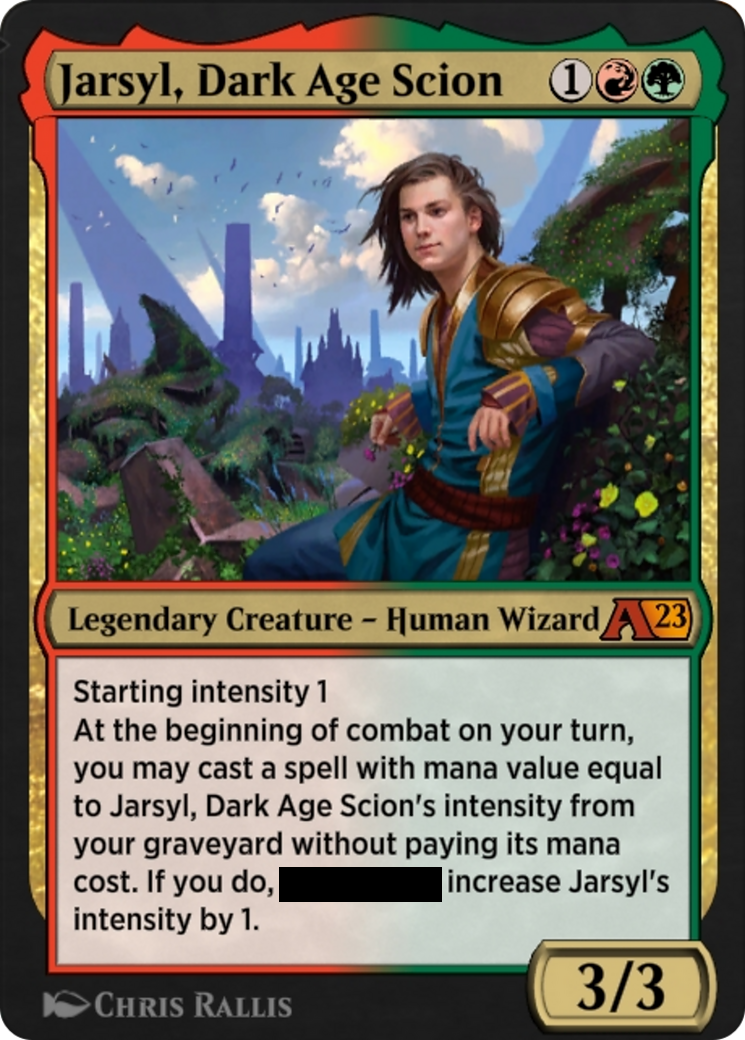 Jarsyl, Dark Age Scion 1
Legendary Creature – Human Wizard A23
Starting intensity 1
At the beginning of combat on your turn,
you may cast a spell with mana value equal
to Jarsyl, Dark Age Scion's intensity from
your graveyard without paying its mana
cost. If you do, increase Jarsyl's
intensity by 1.
3/3
Chris Rallis